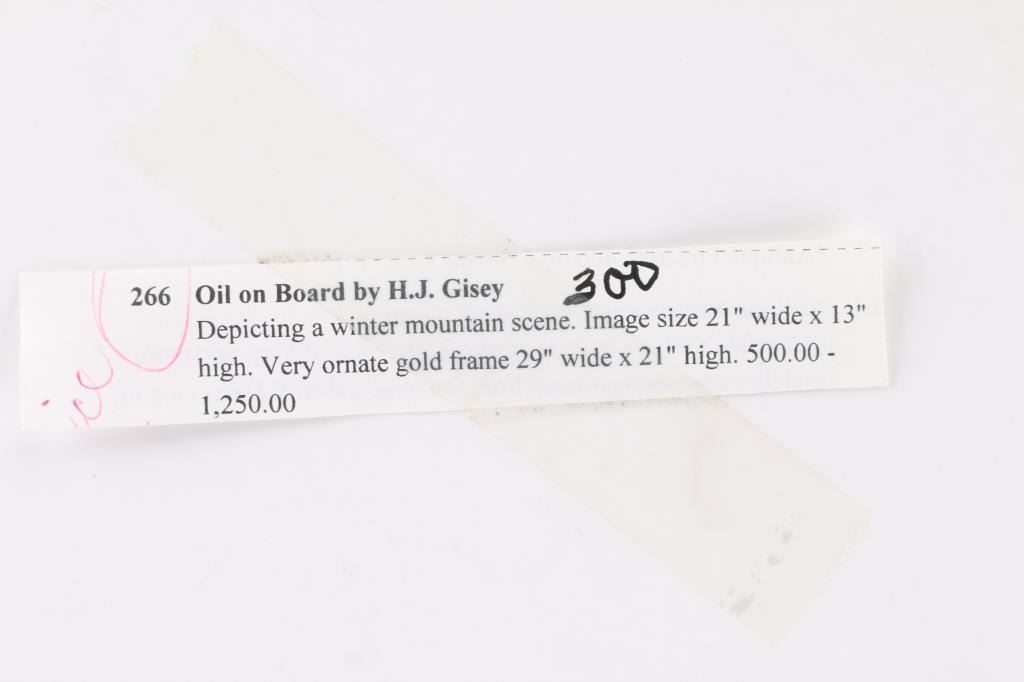 266 Oil on Board by H.J. Gisey 300
Depicting a winter mountain scene. Image size 21" wide x 13"
high. Very ornate gold frame 29" wide x 21" high. 500.00 -
1,250.00